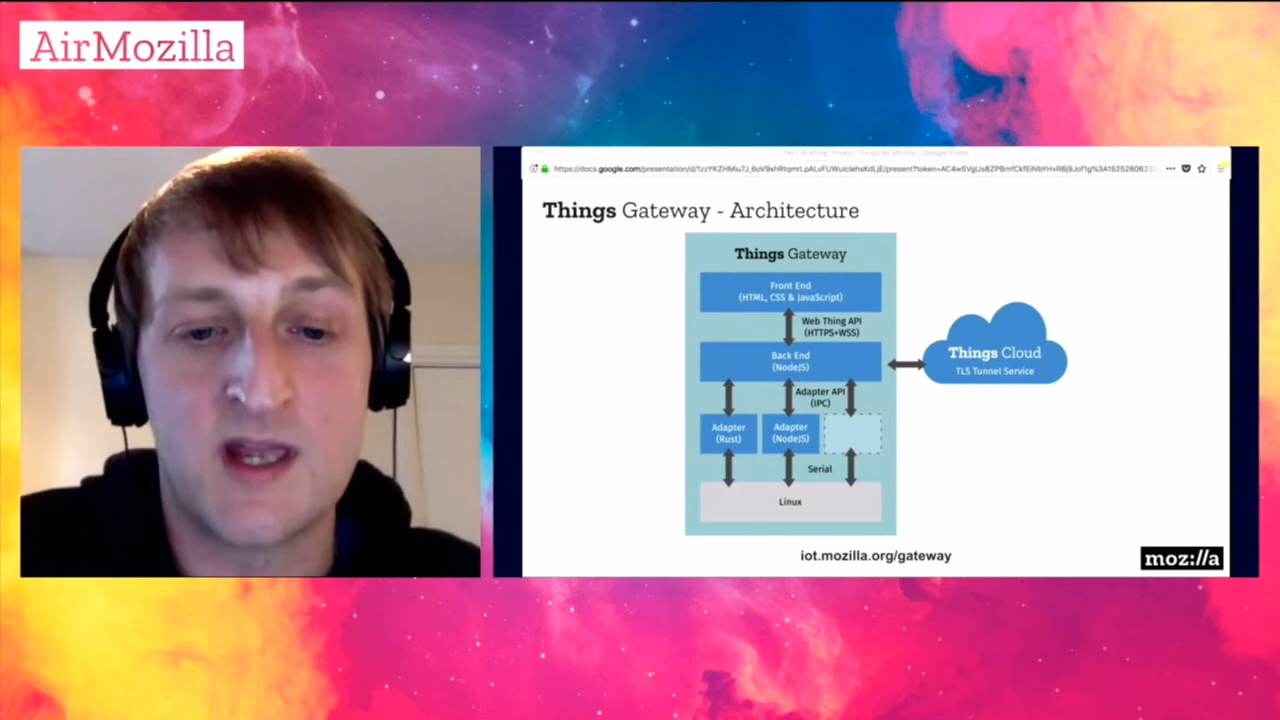 AirMozilla
Things Gateway - Architecture
Things Gateway
Front End
(HTML, CSS & JavaScript)
Web Thing API
(HTTPS+WSS)
Back End
(NodeJS)
Things Cloud
TLS Tunnel Service
Adapter API
(IPC)
Adapter
(Rust)
Adapter
(NodeJS)
Serial
Linux
iot.mozilla.org/gateway
moz://a